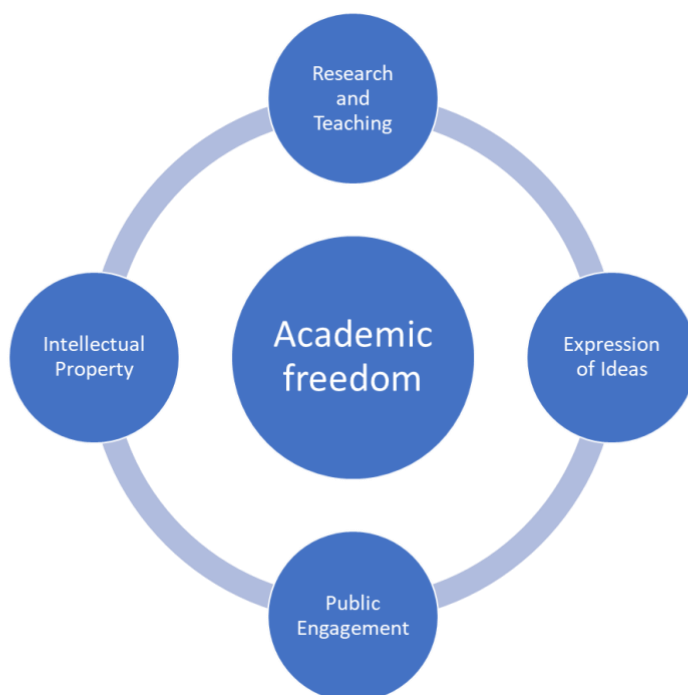 Research
and
Teaching
Academic
freedom
Intellectual
Property
Expression
of Ideas
Public
Engagement